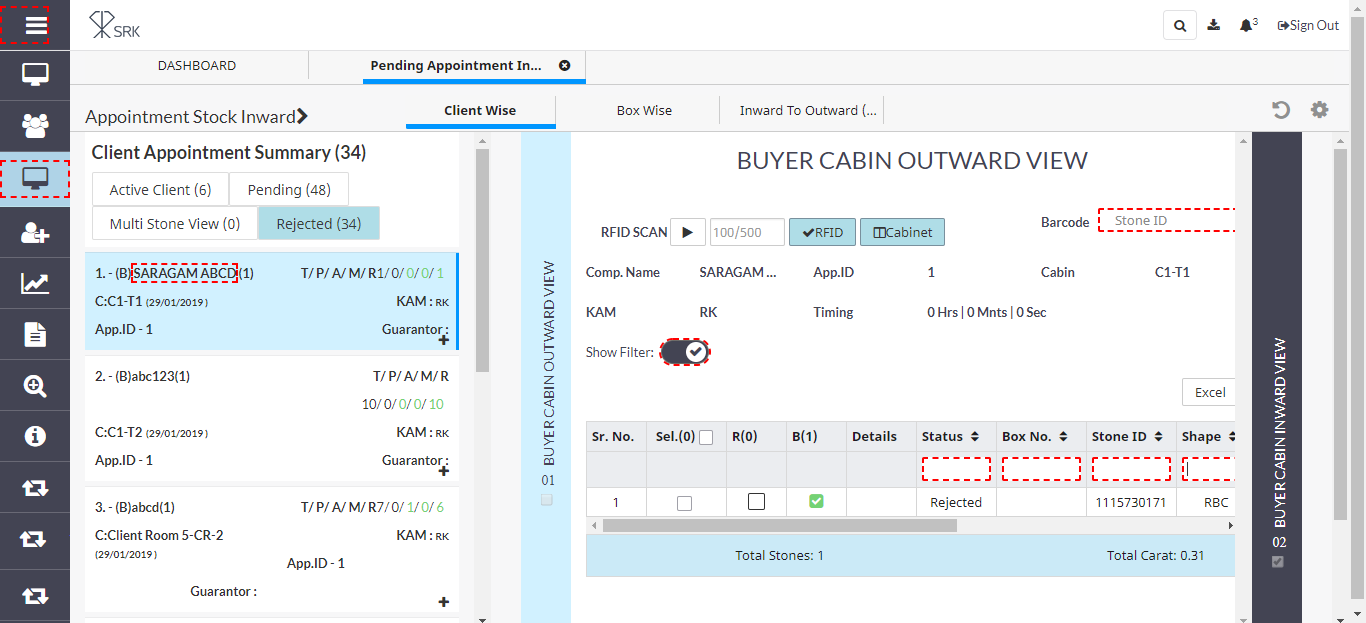 SRK
3
Sign Out
DASHBOARD
Pending Appointment In...
Appointment Stock Inward
Client Wise
Box Wise
Inward To Outward (...
Client Appointment Summary (34)
Active Client (6)
Pending (48)
Multi Stone View (0)
Rejected (34)
1. - (B)SARAGAM ABCD(1) T/ P/ A/ M/ R1/ 0/ 0/ 0/ 1
C:C1-T1 (29/01/2019 ) KAM : RK
App.ID - 1 Guarantor :
2. - (B)abc123(1) T/ P/ A/ M/ R
10/ 0/ 0/ 0/ 10
C:C1-T2 (29/01/2019 ) KAM : RK
App.ID - 1 Guarantor :
3. - (B)abcd(1) T/ P/ A/ M/ R7/ 0/ 1/ 0/ 6
C:Client Room 5-CR-2 KAM : RK
(29/01/2019 )
App.ID - 1
Guarantor :
01 BUYER CABIN OUTWARD VIEW
BUYER CABIN OUTWARD VIEW
RFID SCAN 100/500 RFID Cabinet Barcode Stone ID
Comp. Name SARAGAM ... App.ID 1 Cabin C1-T1
KAM RK Timing 0 Hrs | 0 Mnts | 0 Sec
Show Filter:
Excel
Sr. No. Sel.(0) R(0) B(1) Details Status Box No. Stone ID Shape
1 Rejected 1115730171 RBC
Total Stones: 1 Total Carat: 0.31
02 BUYER CABIN INWARD VIEW